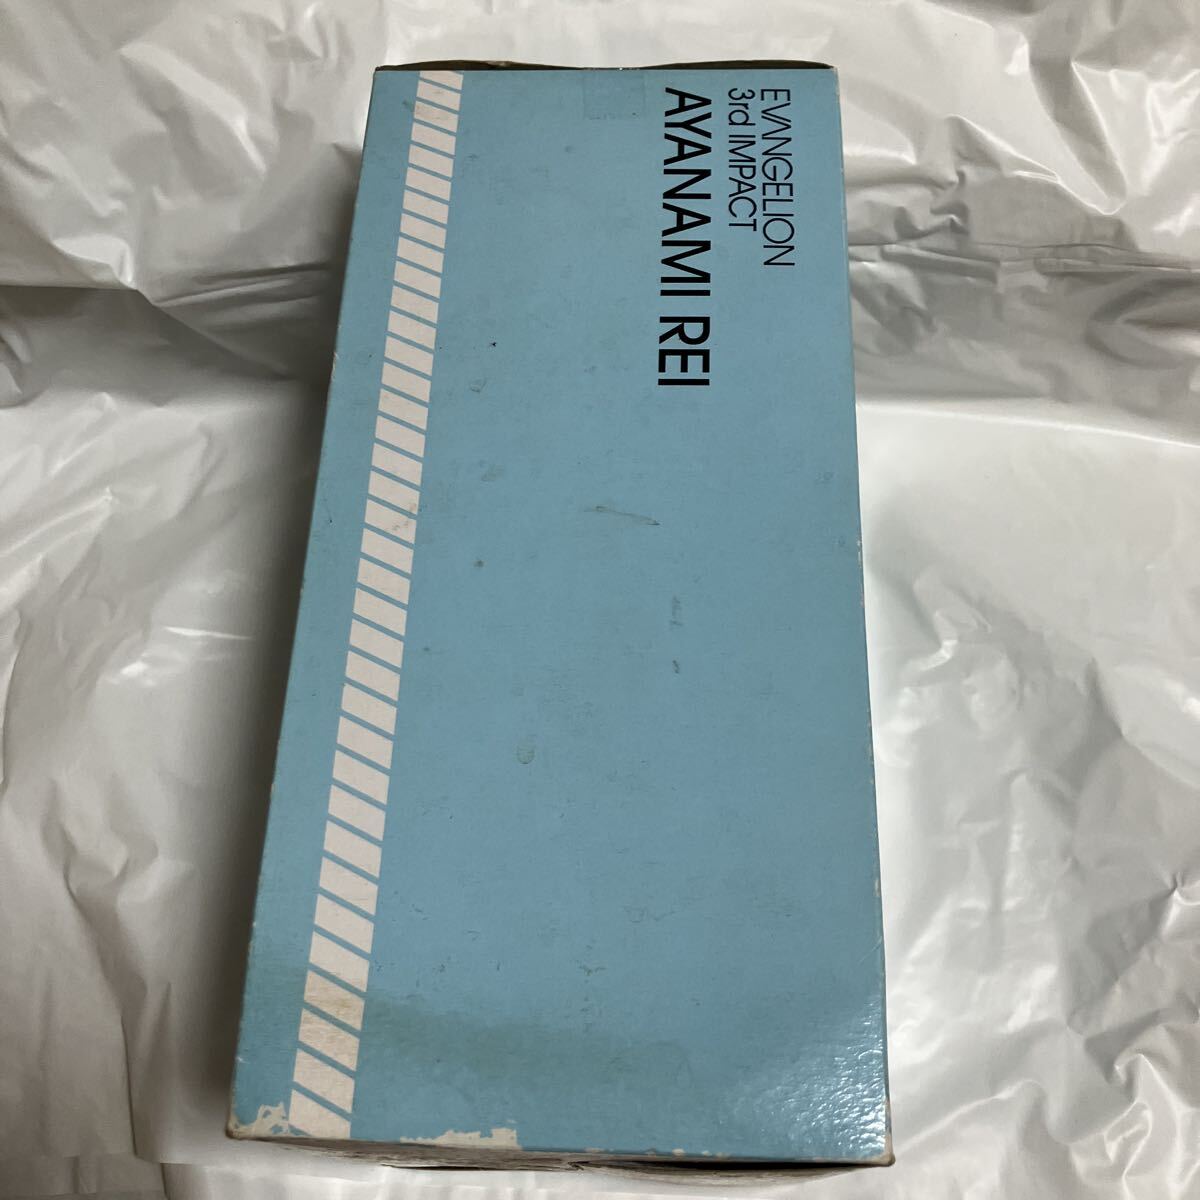 EVANGELION
3rd IMPACT
AYANAMI REI